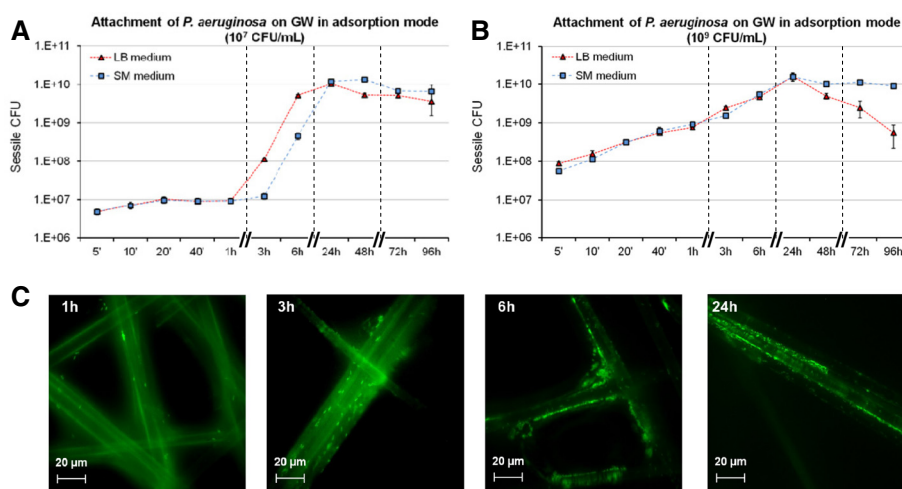 A
Attachment of P. aeruginosa on GW in adsorption mode
(10⁷ CFU/mL)
1.E+11
1.E+10
1.E+09
1.E+08
1.E+07
1.E+06
Sessile CFU
LB medium
SM medium
5' 10' 20' 40' 1h 3h 6h 24h 48h 72h 96h
B
Attachment of P. aeruginosa on GW in adsorption mode
(10⁹ CFU/mL)
1.E+11
1.E+10
1.E+09
1.E+08
1.E+07
1.E+06
Sessile CFU
LB medium
SM medium
5' 10' 20' 40' 1h 3h 6h 24h 48h 72h 96h
C
1h
20 µm
3h
20 µm
6h
20 µm
24h
20 µm